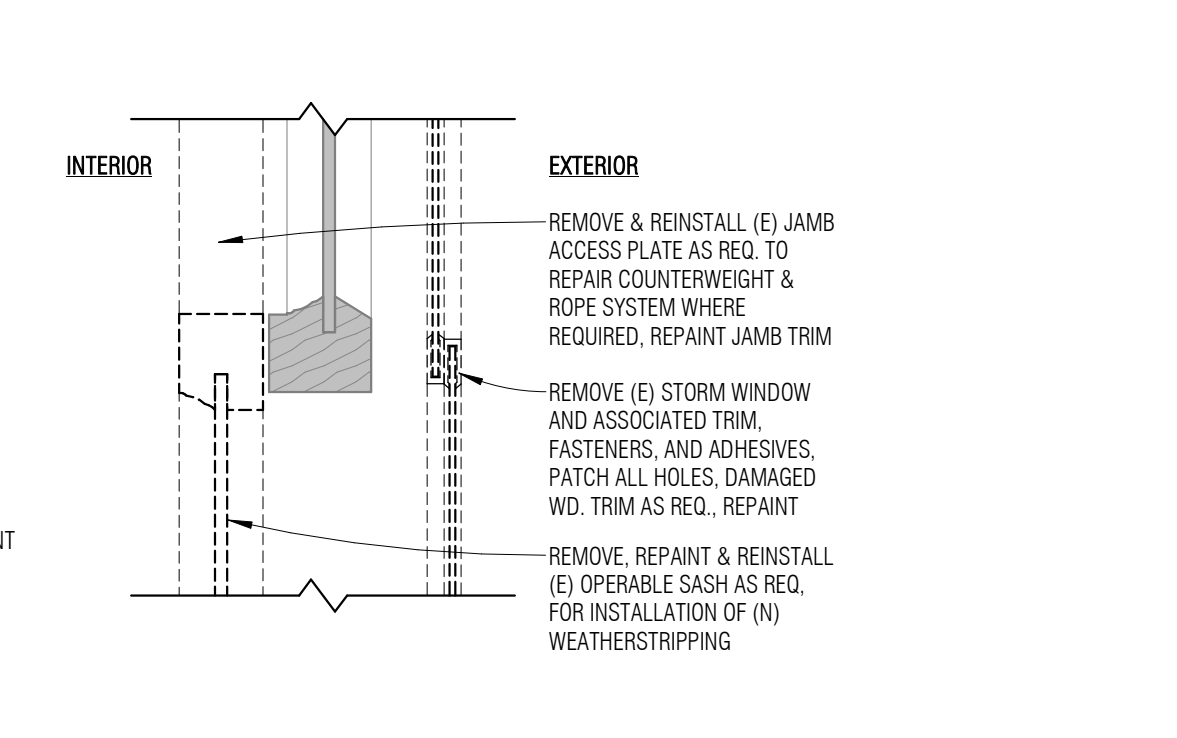 INTERIOR
EXTERIOR
REMOVE & REINSTALL (E) JAMB
ACCESS PLATE AS REQ. TO
REPAIR COUNTERWEIGHT &
ROPE SYSTEM WHERE
REQUIRED, REPAINT JAMB TRIM
REMOVE (E) STORM WINDOW
AND ASSOCIATED TRIM,
FASTENERS, AND ADHESIVES,
PATCH ALL HOLES, DAMAGED
WD. TRIM AS REQ., REPAINT
NT
REMOVE, REPAINT & REINSTALL
(E) OPERABLE SASH AS REQ,
FOR INSTALLATION OF (N)
WEATHERSTRIPPING